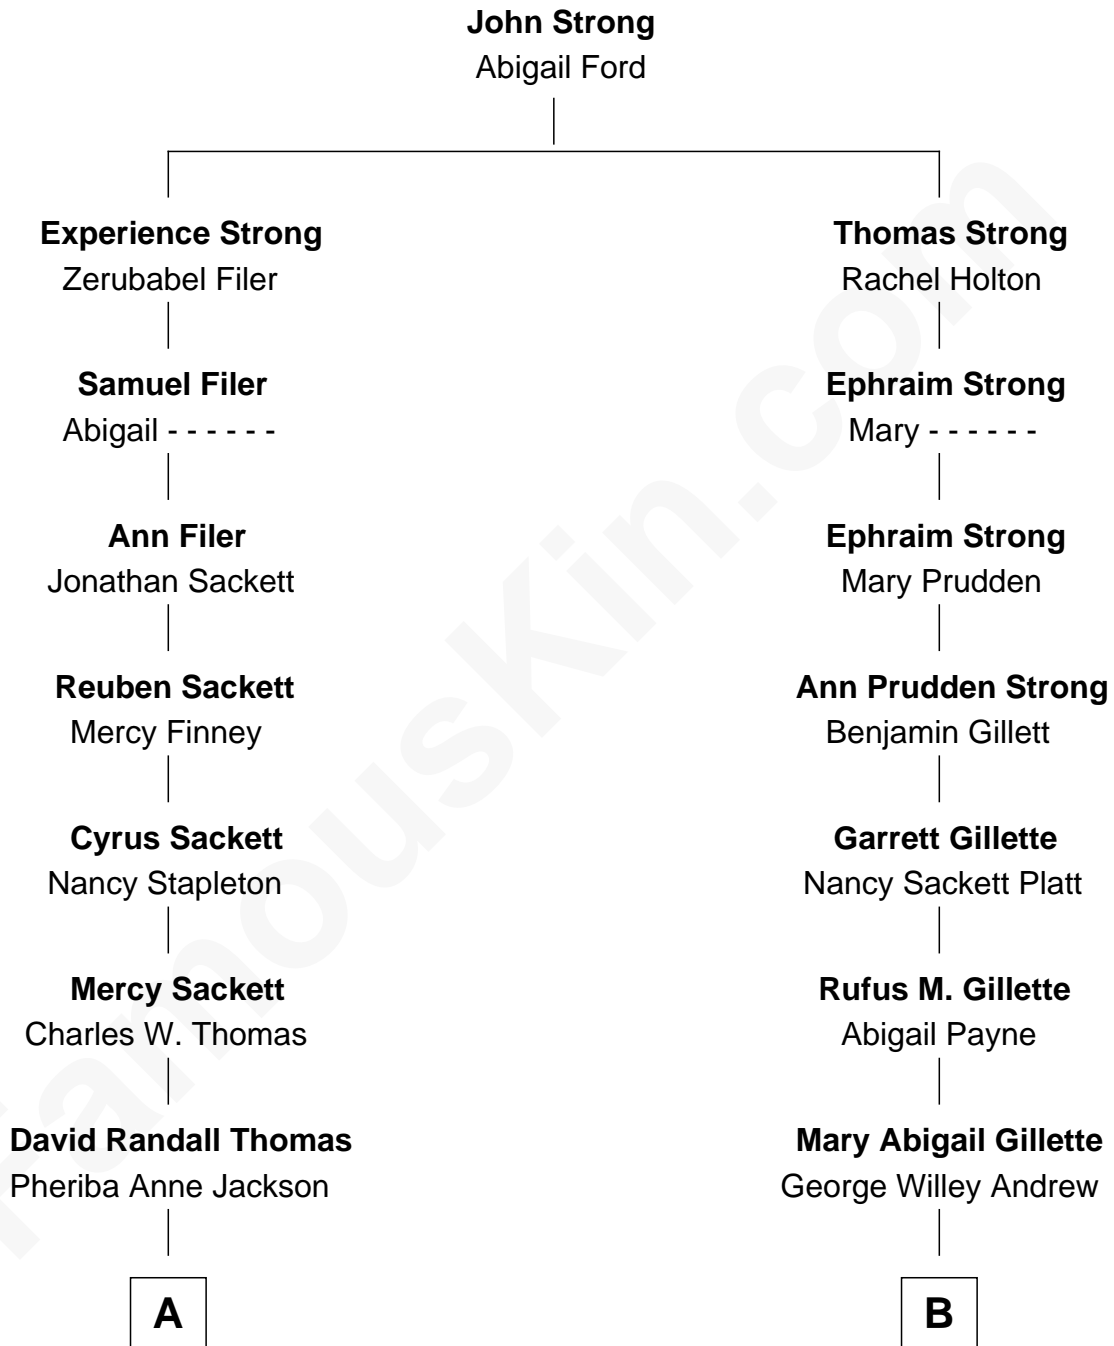 John Strong
Abigail Ford
Experience Strong
Zerubabel Filer
Thomas Strong
Rachel Holton
Samuel Filer
Abigail - - - - - -
Ephraim Strong
Mary - - - - - -
Ann Filer
Jonathan Sackett
Ephraim Strong
Mary Prudden
Reuben Sackett
Mercy Finney
Ann Prudden Strong
Benjamin Gillett
Cyrus Sackett
Nancy Stapleton
Garrett Gillette
Nancy Sackett Platt
Mercy Sackett
Charles W. Thomas
Rufus M. Gillette
Abigail Payne
David Randall Thomas
Pheriba Anne Jackson
Mary Abigail Gillette
George Willey Andrew
A
B
FamousKin.com